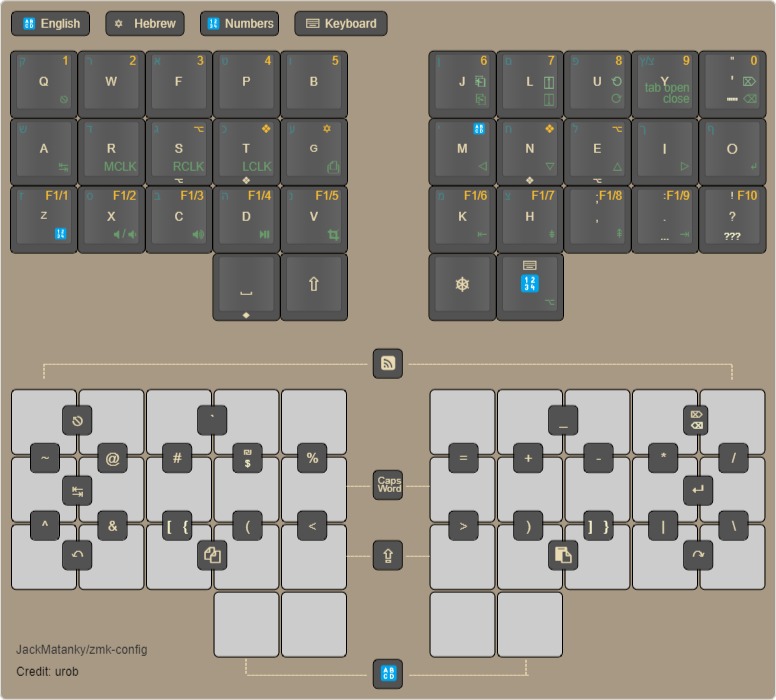 English Hebrew Numbers Keyboard
1 2 3 4 5 6 7 8 9 0
Q W F P B J L U Y ' "
tab open
close
A R S T G M N E I O
MCLK RCLK LCLK
F1/1 F1/2 F1/3 F1/4 F1/5 F1/6 F1/7 ;F1/8 :F1/9 ! F10
Z X C D V K H , . ?
... ???
` _
~ @ # ₪ $ % = + - * /
Caps
Word
^ & [ { ( < > ) ] } | \
JackMatanky/zmk-config
Credit: urob